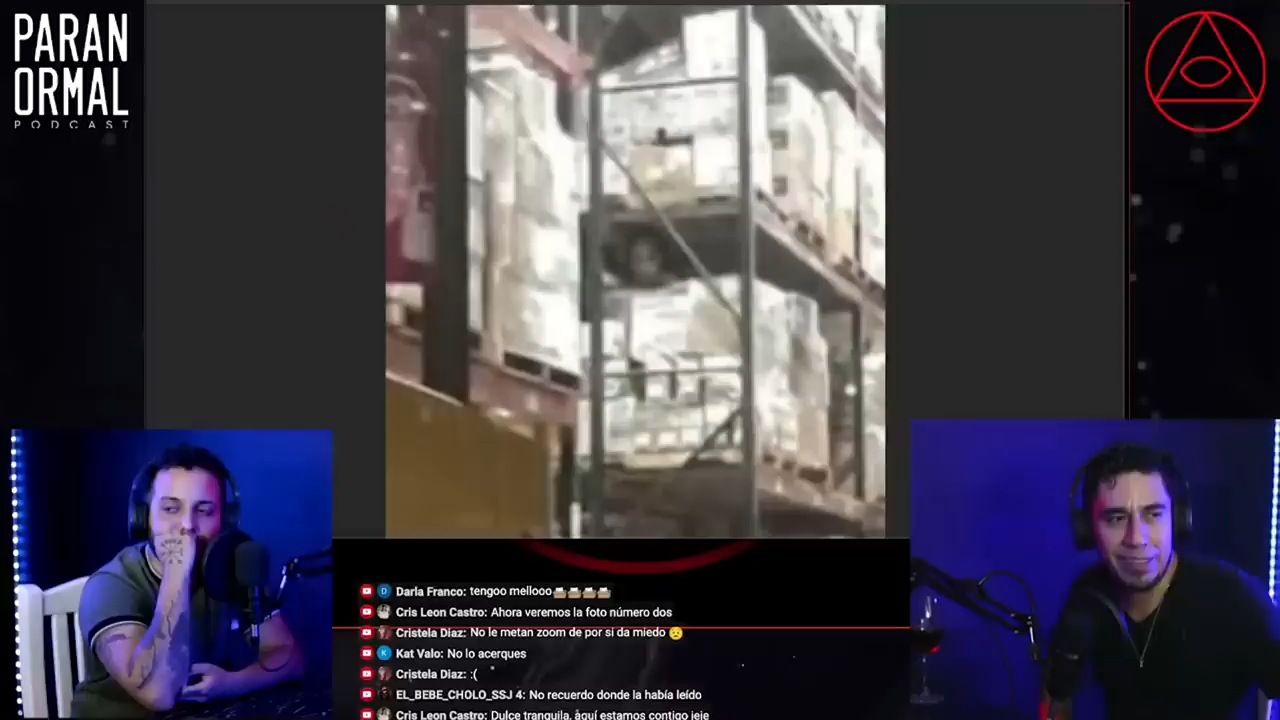 PARAN
ORMAL
PODCAST
Darla Franco: tengoo mellooo
Cris Leon Castro: Ahora veremos la foto número dos
Cristela Diaz: No le metan zoom de por si da miedo
Kat Valo: No lo acerques
Cristela Diaz: :(
EL_BEBE_CHOLO_SSJ 4: No recuerdo donde la había leído
Cris Leon Castro: Dulce tranquila, aquí estamos contigo jeje